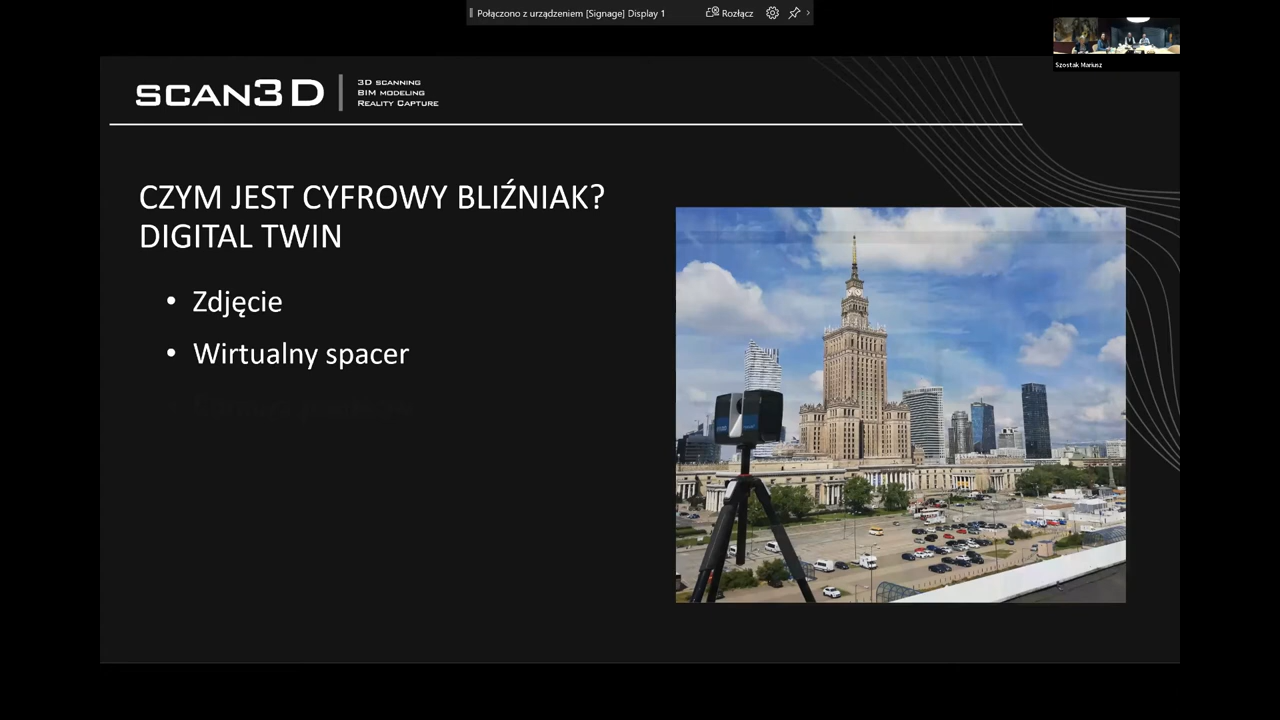 Połączono z urządzeniem [Signage] Display 1
Rozłącz
Szostak Mariusz
SCAN3D
3D SCANNING
BIM MODELING
REALITY CAPTURE
CZYM JEST CYFROWY BLIŹNIAK?
DIGITAL TWIN
• Zdjęcie
• Wirtualny spacer